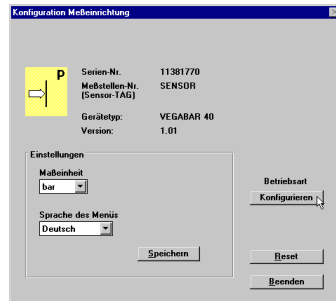 Konfiguration Meßeinrichtung
p
Serien-Nr. 11381770
Meßstellen-Nr. SENSOR
(Sensor-TAG)
Gerätetyp: VEGABAR 40
Version: 1.01
Einstellungen
Maßeinheit
bar
Sprache des Menüs
Deutsch
Speichern
Betriebsart
Konfigurieren
Reset
Beenden